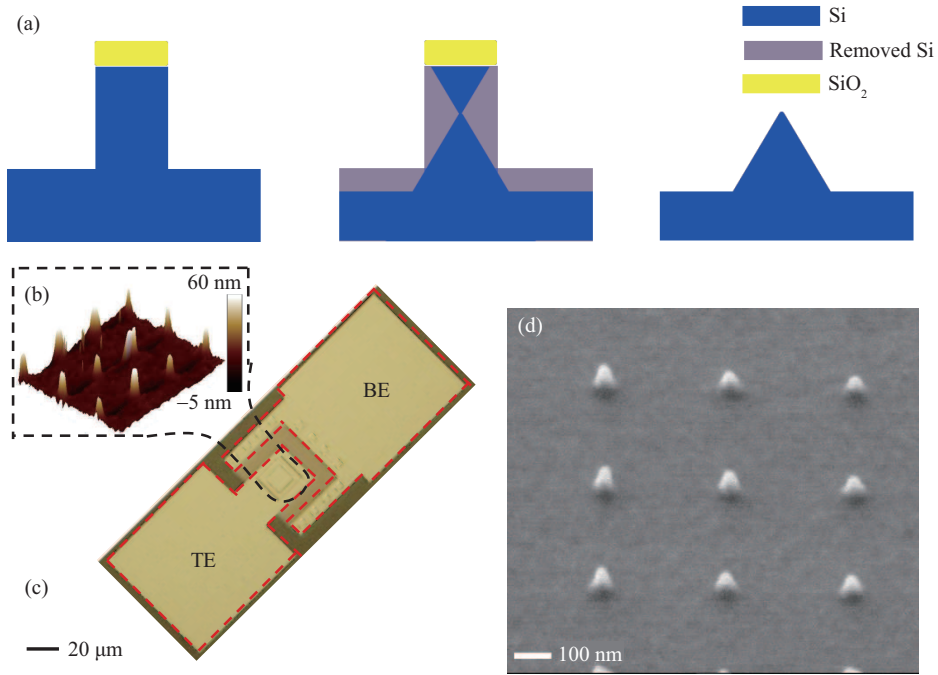 (a)
Si
Removed Si
SiO₂
(b)
60 nm
−5 nm
BE
TE
(c)
20 μm
(d)
100 nm